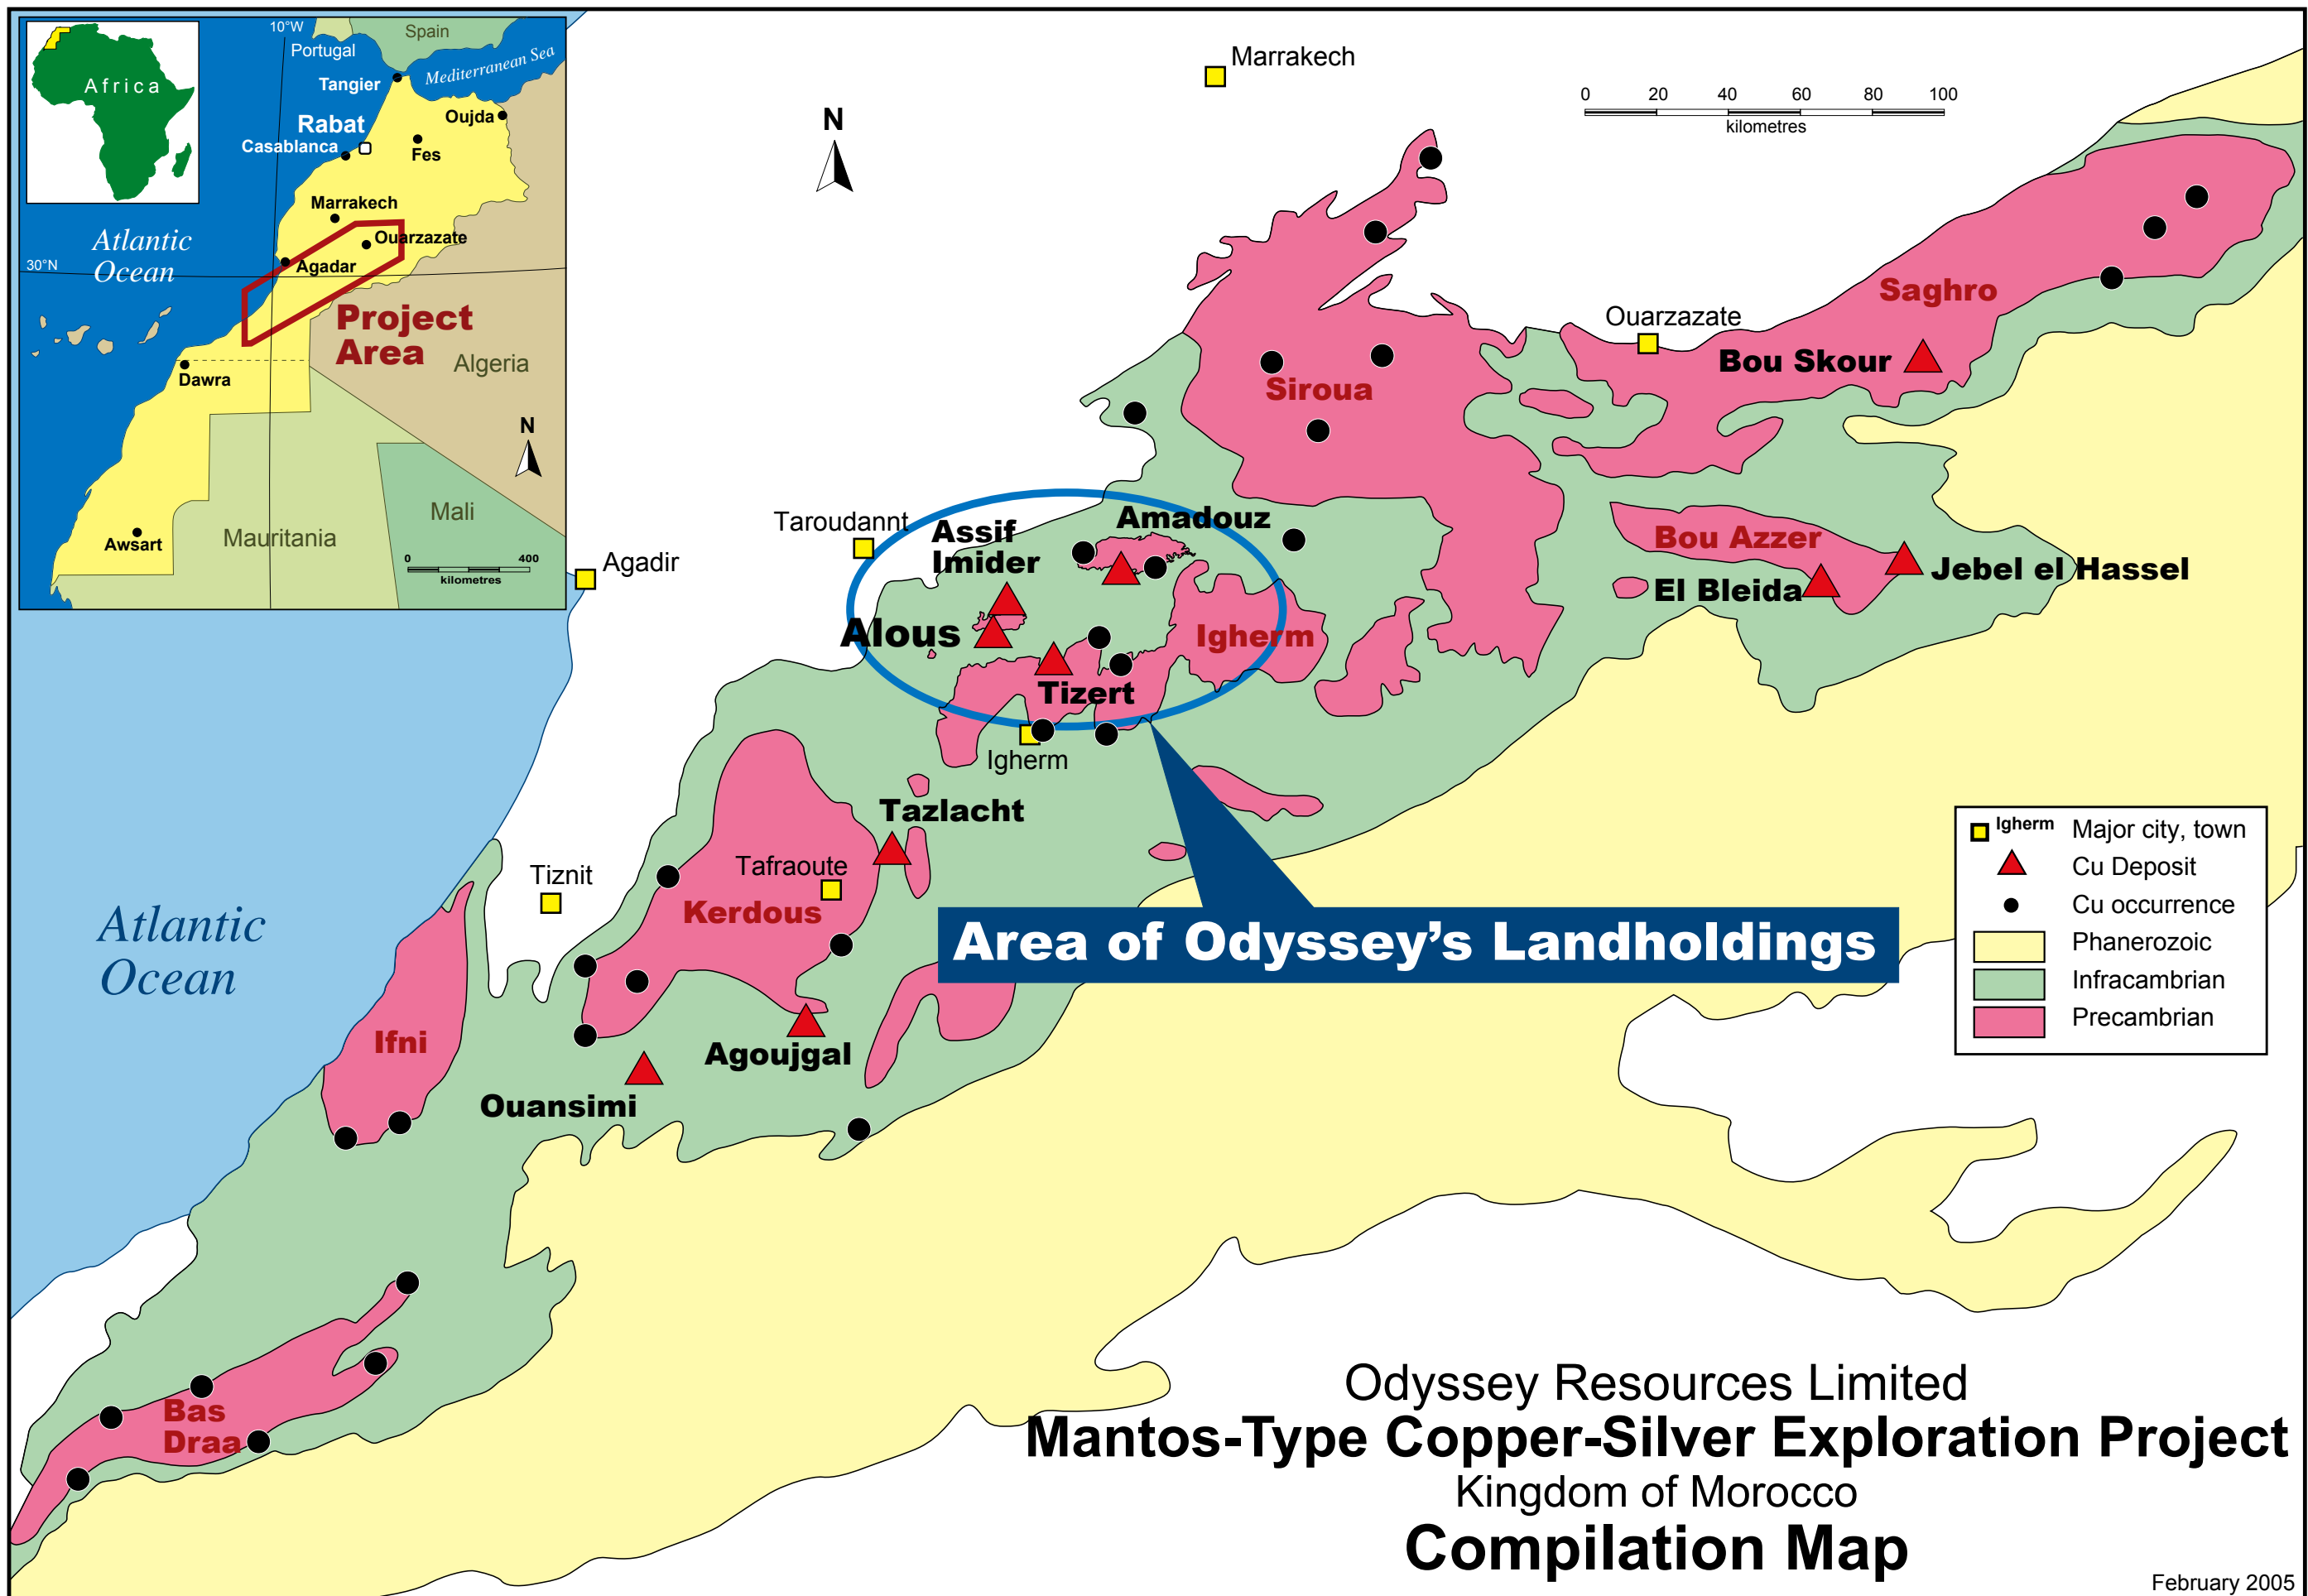 10°W
Spain
Portugal
Mediterranean Sea
Tangier
Africa
Oujda
Rabat
Casablanca
Fes
Marrakech
Ouarzazate
Atlantic
Ocean
30°N
Agadar
Project
Area
Algeria
Dawra
N
Mali
Mauritania
Awsart
0 400
kilometres
Marrakech
N
0 20 40 60 80 100
kilometres
Saghro
Ouarzazate
Bou Skour
Siroua
Taroudannt
Assif
Imider
Amadouz
Bou Azzer
Agadir
Jebel el Hassel
El Bleida
Alous
Igherm
Tizert
Igherm
Tazlacht
Tafraoute
Tiznit
Kerdous
Atlantic
Ocean
Area of Odyssey’s Landholdings
Igherm Major city, town
Cu Deposit
Cu occurrence
Phanerozoic
Infracambrian
Precambrian
Ifni
Agoujgal
Ouansimi
Bas
Draa
Odyssey Resources Limited
Mantos-Type Copper-Silver Exploration Project
Kingdom of Morocco
Compilation Map
February 2005